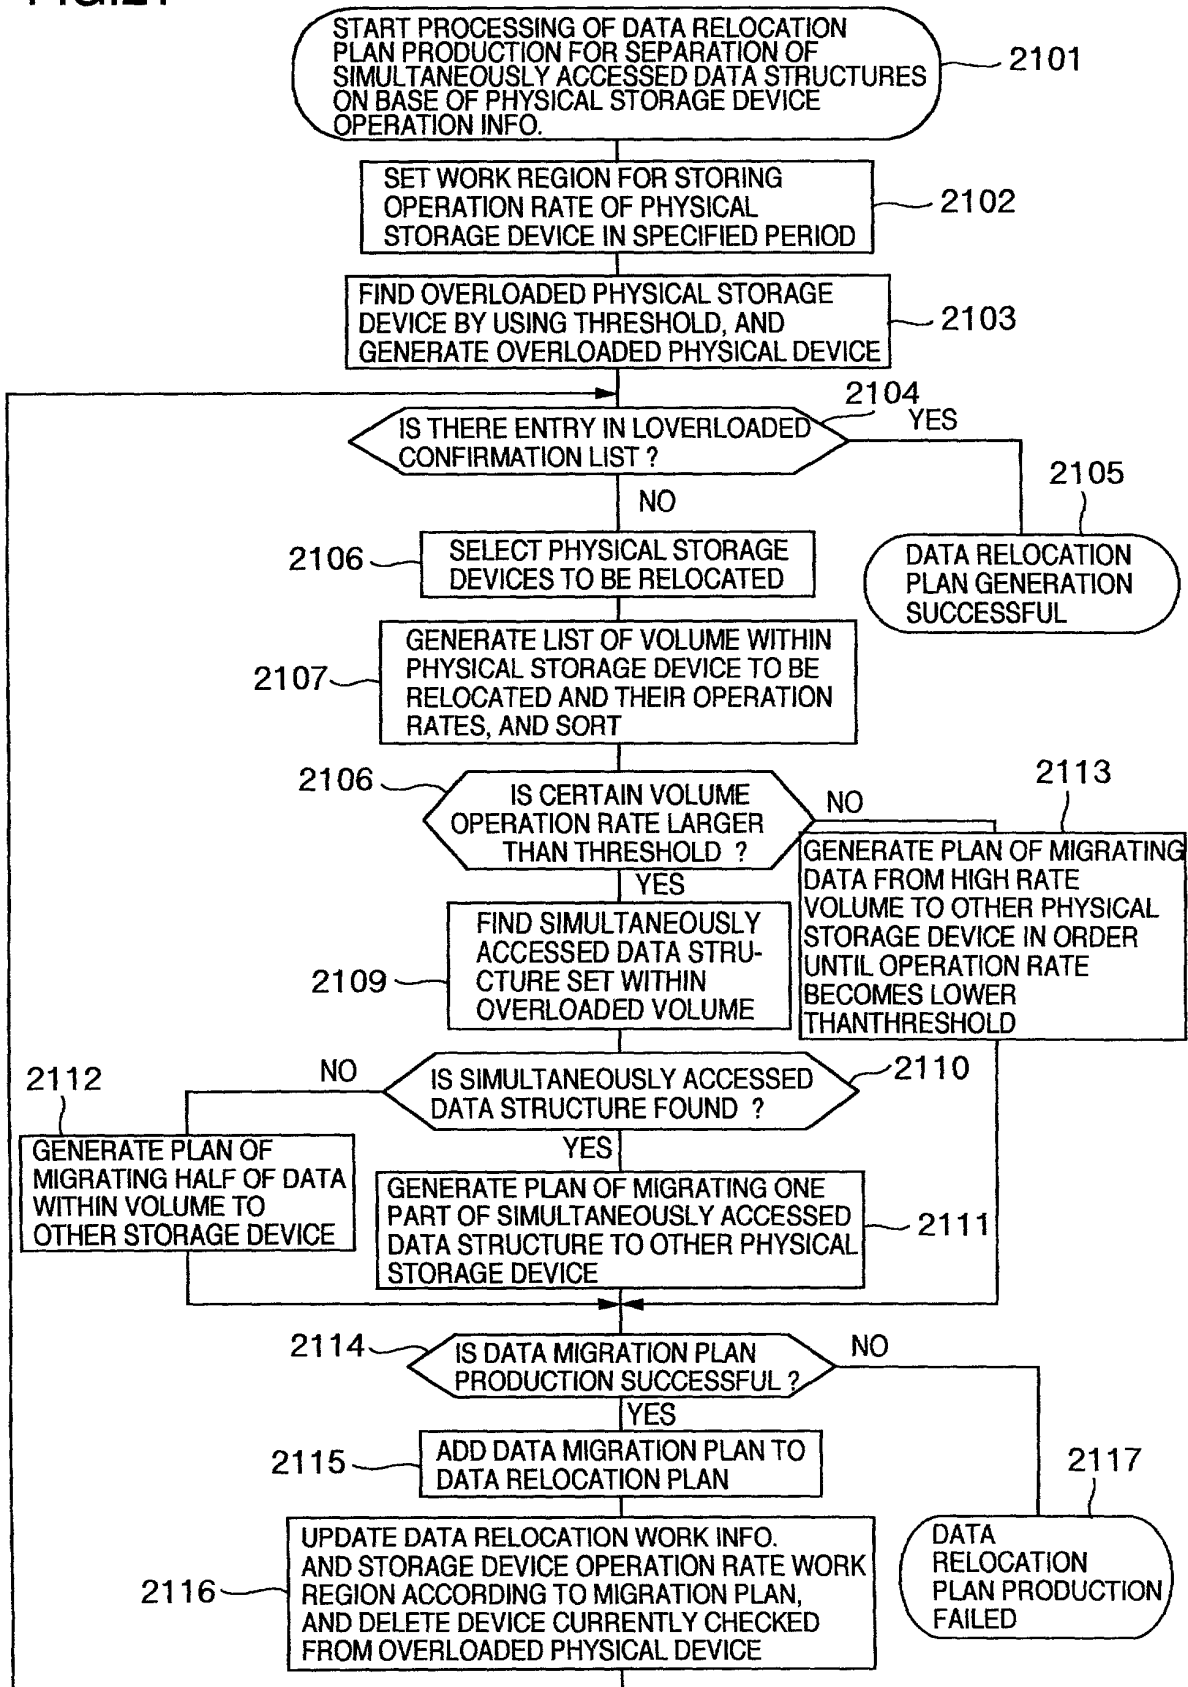 START PROCESSING OF DATA RELOCATION
PLAN PRODUCTION FOR SEPARATION OF
SIMULTANEOUSLY ACCESSED DATA STRUCTURES
ON BASE OF PHYSICAL STORAGE DEVICE
OPERATION INFO.
2101
SET WORK REGION FOR STORING
OPERATION RATE OF PHYSICAL
STORAGE DEVICE IN SPECIFIED PERIOD
2102
FIND OVERLOADED PHYSICAL STORAGE
DEVICE BY USING THRESHOLD, AND
GENERATE OVERLOADED PHYSICAL DEVICE
2103
2104
IS THERE ENTRY IN LOVERLOADED
CONFIRMATION LIST ?
YES
NO
2105
DATA RELOCATION
PLAN GENERATION
SUCCESSFUL
2106
SELECT PHYSICAL STORAGE
DEVICES TO BE RELOCATED
2107
GENERATE LIST OF VOLUME WITHIN
PHYSICAL STORAGE DEVICE TO BE
RELOCATED AND THEIR OPERATION
RATES, AND SORT
2106
IS CERTAIN VOLUME
OPERATION RATE LARGER
THAN THRESHOLD ?
NO
YES
2113
GENERATE PLAN OF MIGRATING
DATA FROM HIGH RATE
VOLUME TO OTHER PHYSICAL
STORAGE DEVICE IN ORDER
UNTIL OPERATION RATE
BECOMES LOWER
THANTHRESHOLD
2109
FIND SIMULTANEOUSLY
ACCESSED DATA STRU-
CTURE SET WITHIN
OVERLOADED VOLUME
2110
IS SIMULTANEOUSLY ACCESSED
DATA STRUCTURE FOUND ?
NO
YES
2112
GENERATE PLAN OF
MIGRATING HALF OF DATA
WITHIN VOLUME TO
OTHER STORAGE DEVICE
GENERATE PLAN OF MIGRATING ONE
PART OF SIMULTANEOUSLY ACCESSED
DATA STRUCTURE TO OTHER PHYSICAL
STORAGE DEVICE
2111
2114
IS DATA MIGRATION PLAN
PRODUCTION SUCCESSFUL ?
NO
YES
2115
ADD DATA MIGRATION PLAN TO
DATA RELOCATION PLAN
2117
DATA
RELOCATION
PLAN PRODUCTION
FAILED
2116
UPDATE DATA RELOCATION WORK INFO.
AND STORAGE DEVICE OPERATION RATE WORK
REGION ACCORDING TO MIGRATION PLAN,
AND DELETE DEVICE CURRENTLY CHECKED
FROM OVERLOADED PHYSICAL DEVICE